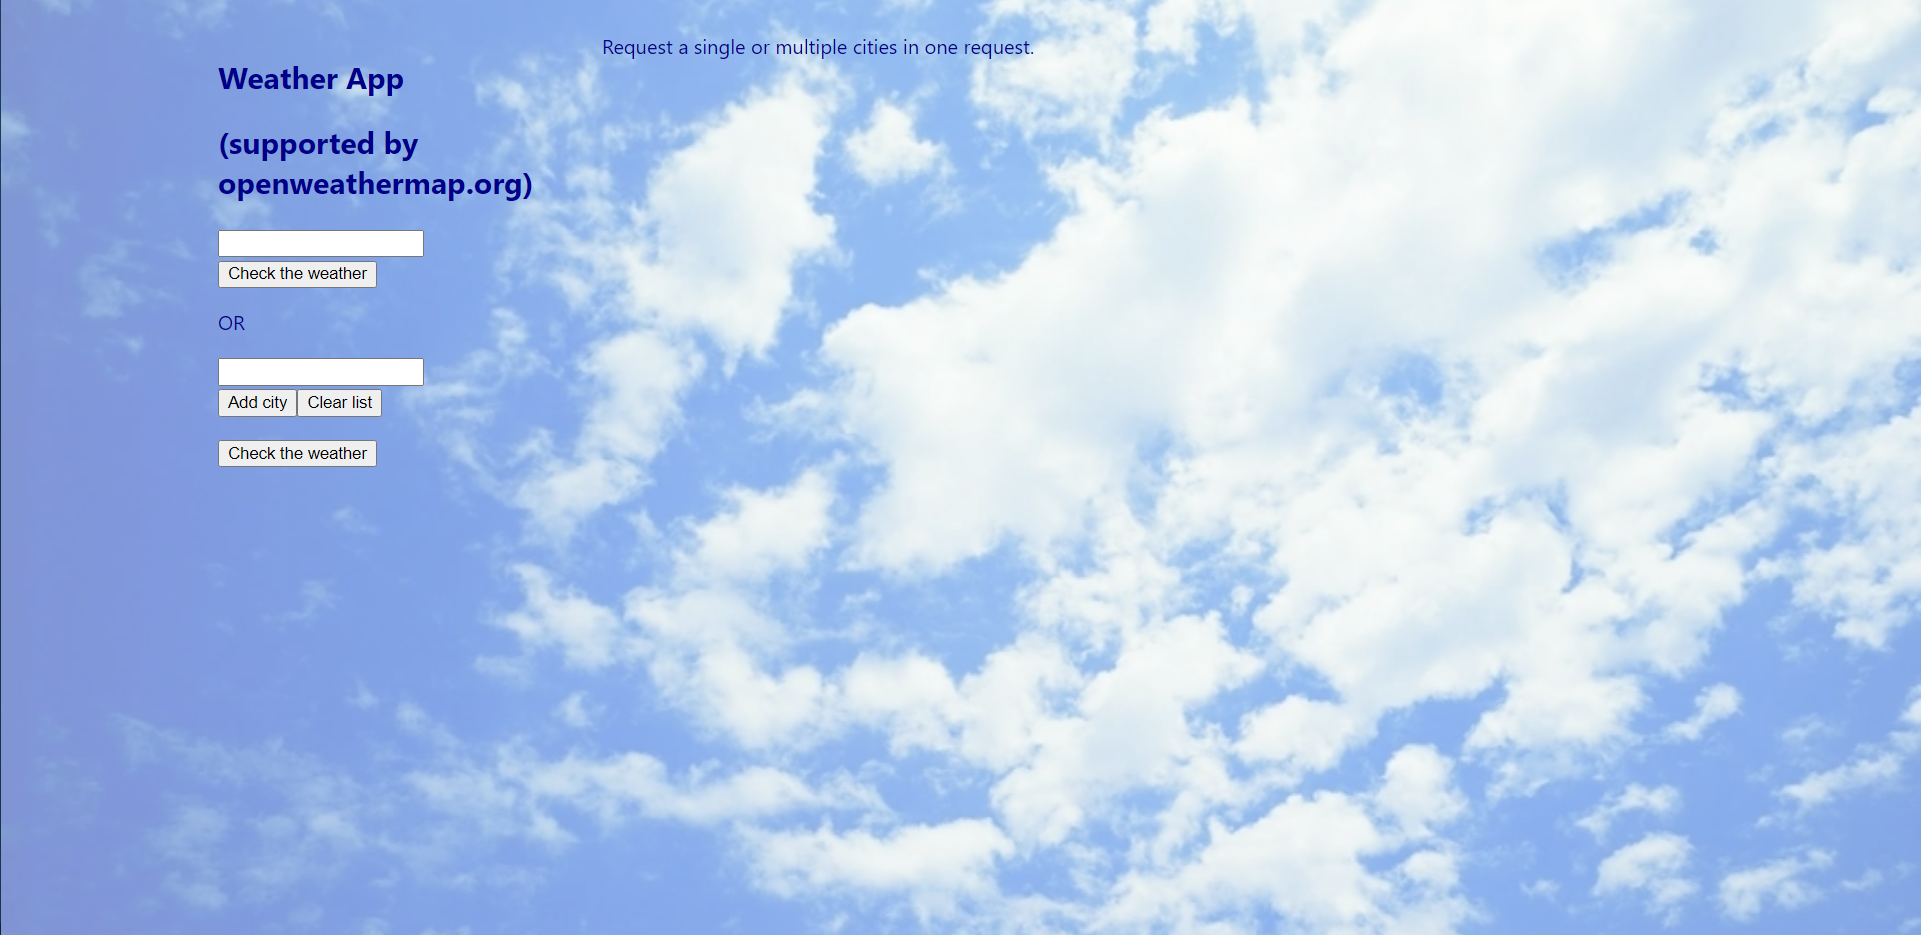 Request a single or multiple cities in one request.
Weather App
(supported by
openweathermap.org)
Check the weather
OR
Add city Clear list
Check the weather